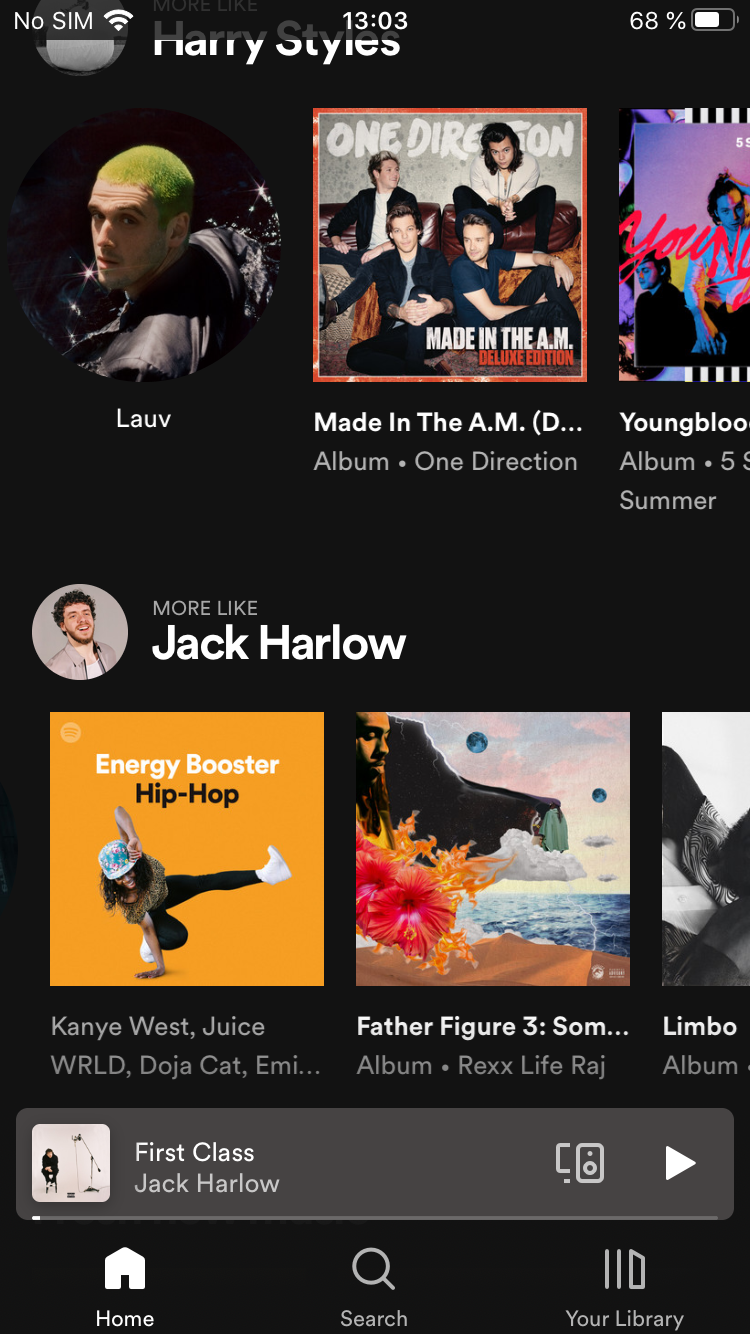 MORE LIKE
No SIM 13:03 68 %
Harry Styles
ONE DIRECTION
MADE IN THE A.M.
DELUXE EDITION
Lauv
Made In The A.M. (D...
Album • One Direction
Album • 5 S
Summer
MORE LIKE
Jack Harlow
Energy Booster
Hip-Hop
Kanye West, Juice
WRLD, Doja Cat, Emi...
Father Figure 3: Som...
Album • Rexx Life Raj
Limbo
Album •
First Class
Jack Harlow
Home
Search
Your Library